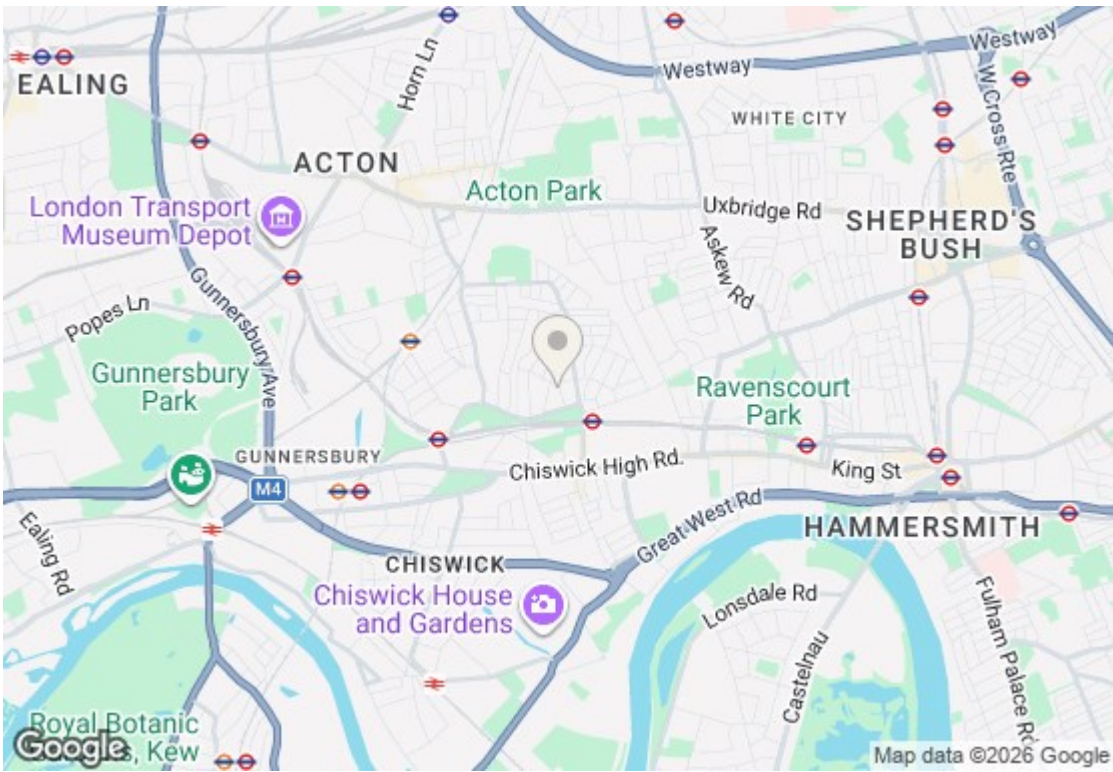 Westway
Westway
W Cross Rte
Horn Ln
EALING
WHITE CITY
ACTON
Acton Park
London Transport
Museum Depot
Uxbridge Rd
SHEPHERD'S
BUSH
Askew Rd
Gunnersbury Ave
Popes Ln
Gunnersbury
Park
Ravenscourt
Park
GUNNERSBURY
Chiswick High Rd.
King St
M4
Great West Rd
Ealing Rd
HAMMERSMITH
CHISWICK
Chiswick House
and Gardens
Lonsdale Rd
Castelnau
Fulham Palace Rd
Royal Botanic
Kew
Google
Map data ©2026 Google